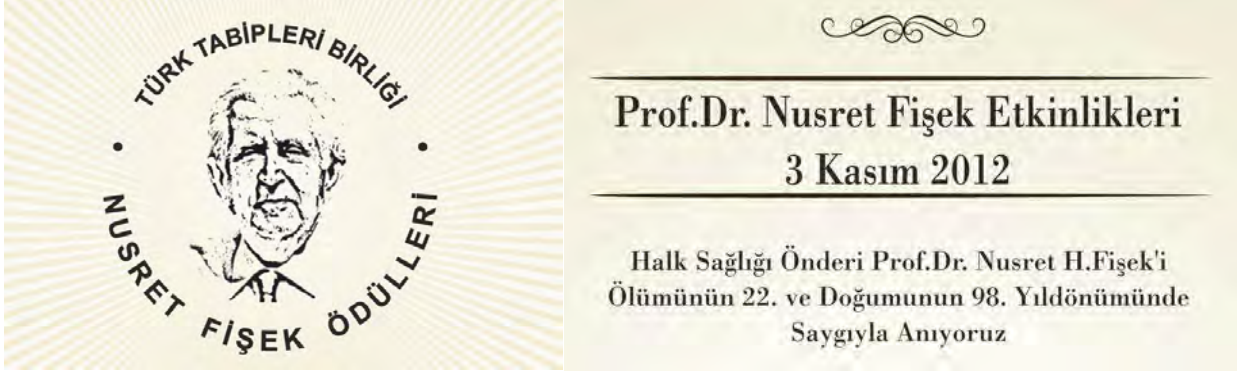 TÜRK TABİPLERİ BİRLİĞİ
NUSRET FİŞEK ÖDÜLLERİ
Prof.Dr. Nusret Fişek Etkinlikleri
3 Kasım 2012
Halk Sağlığı Önderi Prof.Dr. Nusret H.Fişek'i
Ölümünün 22. ve Doğumunun 98. Yıldönümünde
Saygıyla Anıyoruz